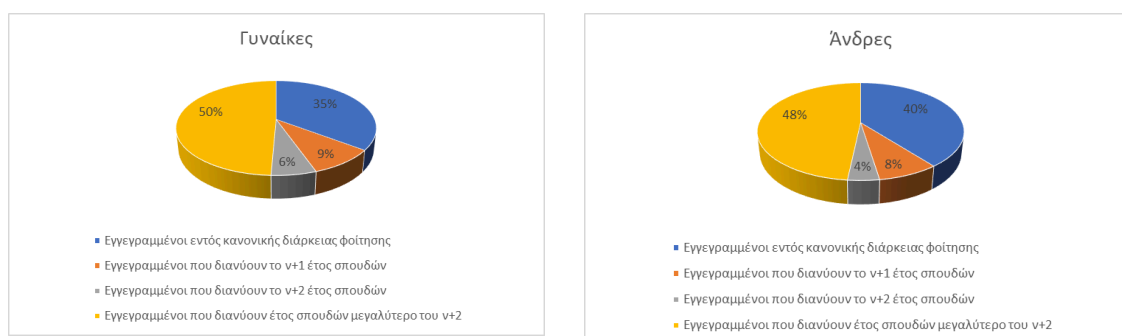 Γυναίκες
50%
35%
6%
9%
Εγγεγραμμένοι εντός κανονικής διάρκειας φοίτησης
Εγγεγραμμένοι που διανύουν το ν+1 έτος σπουδών
Εγγεγραμμένοι που διανύουν το ν+2 έτος σπουδών
Εγγεγραμμένοι που διανύουν έτος σπουδών μεγαλύτερο του ν+2
Άνδρες
48%
40%
4%
8%
Εγγεγραμμένοι εντός κανονικής διάρκειας φοίτησης
Εγγεγραμμένοι που διανύουν το ν+1 έτος σπουδών
Εγγεγραμμένοι που διανύουν το ν+2 έτος σπουδών
Εγγεγραμμένοι που διανύουν έτος σπουδών μεγαλύτερο του ν+2